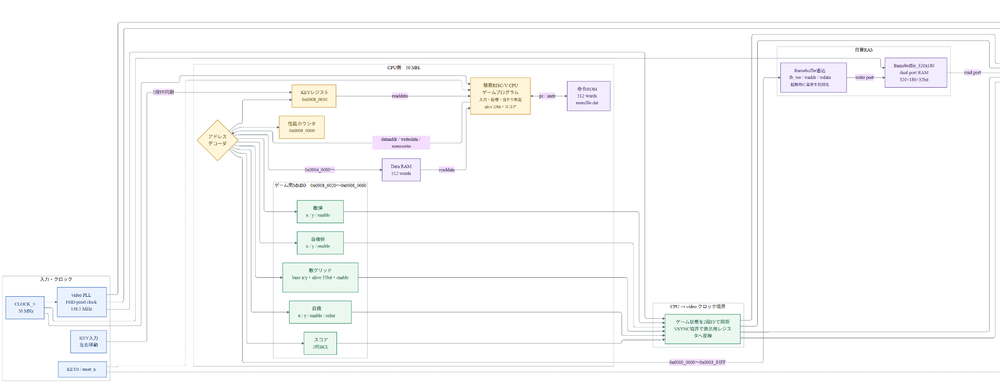 背景RAM
framebuffer書込
fb_we / waddr / wdata
起動時に背景を初期化
write port
framebuffer_320x180
dual-port RAM
320×180×32bit
read port
CPU側 50 MHz
2段FF同期
KEYレジスタ
0x0008_0010
readdata
簡易RISC-V CPU
ゲームプログラム
入力・座標・当たり判定
alive 55bit・スコア
pc / instr
命令ROM
512 words
memfile.dat
性能カウンタ
0x0008_0000
アドレス
デコーダ
dataaddr / writedata /
memwrite
0x0004_0000〜
Data RAM
512 words
readdata
ゲーム用MMIO 0x0008_0020〜0x0008_0060
敵弾
x / y / enable
自機弾
x / y / enable
敵グリッド
base x/y・alive 55bit・enable
自機
x / y / enable / color
スコア
2桁BCD
入力・クロック
video PLL
FHD pixel clock
148.5 MHz
CLOCK_5
50 MHz
KEY入力
左右移動
KEY0 / reset_n
CPU → video クロック境界
ゲーム状態を2段FFで同期
VSYNC境界で表示用レジス
タへ反映
0x0000_0000〜0x0003_83FF